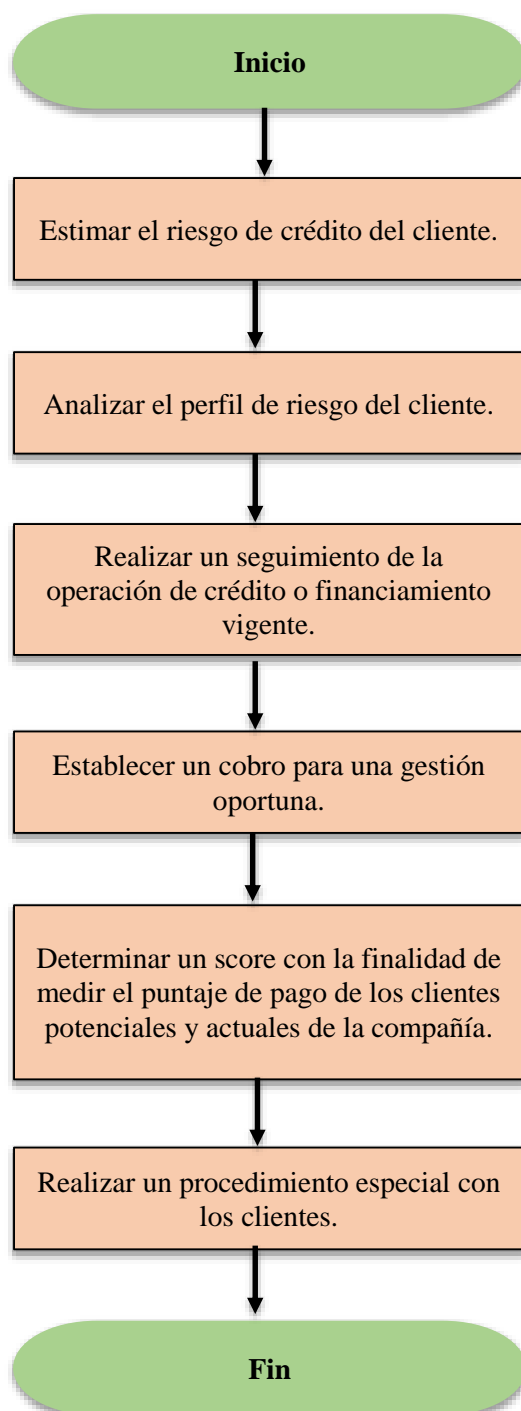 Inicio
Estimar el riesgo de crédito del cliente.
Analizar el perfil de riesgo del cliente.
Realizar un seguimiento de la
operación de crédito o financiamiento
vigente.
Establecer un cobro para una gestión
oportuna.
Determinar un score con la finalidad de
medir el puntaje de pago de los clientes
potenciales y actuales de la compañía.
Realizar un procedimiento especial con
los clientes.
Fin